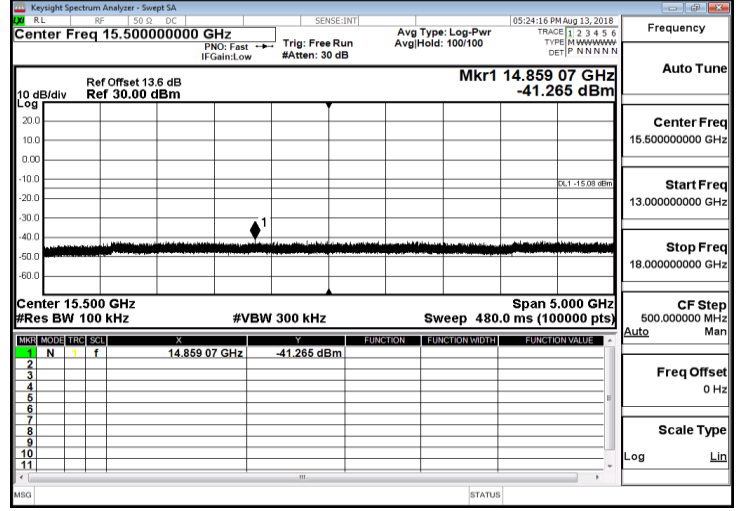 Keysight Spectrum Analyzer - Swept SA
LXI RL RF 50 Ω DC SENSE:INT 05:24:16 PM Aug 13, 2018
Center Freq 15.500000000 GHz
PNO: Fast
IFGain:Low
Trig: Free Run
#Atten: 30 dB
Avg Type: Log-Pwr
Avg|Hold: 100/100
TRACE 1 2 3 4 5 6
TYPE M WWWWW
DET P N N N N N
Ref Offset 13.6 dB
10 dB/div Ref 30.00 dBm
Log
Mkr1 14.859 07 GHz
-41.265 dBm
20.0
10.0
0.00
-10.0
DL1 -15.08 dBm
-20.0
-30.0
1
-40.0
-50.0
-60.0
Center 15.500 GHz Span 5.000 GHz
#Res BW 100 kHz #VBW 300 kHz Sweep 480.0 ms (100000 pts)
MKR MODE TRC SCL X Y FUNCTION FUNCTION WIDTH FUNCTION VALUE
1 N 1 f 14.859 07 GHz -41.265 dBm
2
3
4
5
6
7
8
9
10
11
MSG STATUS
Frequency
Auto Tune
Center Freq
15.500000000 GHz
Start Freq
13.000000000 GHz
Stop Freq
18.000000000 GHz
CF Step
500.000000 MHz
Auto Man
Freq Offset
0 Hz
Scale Type
Log Lin